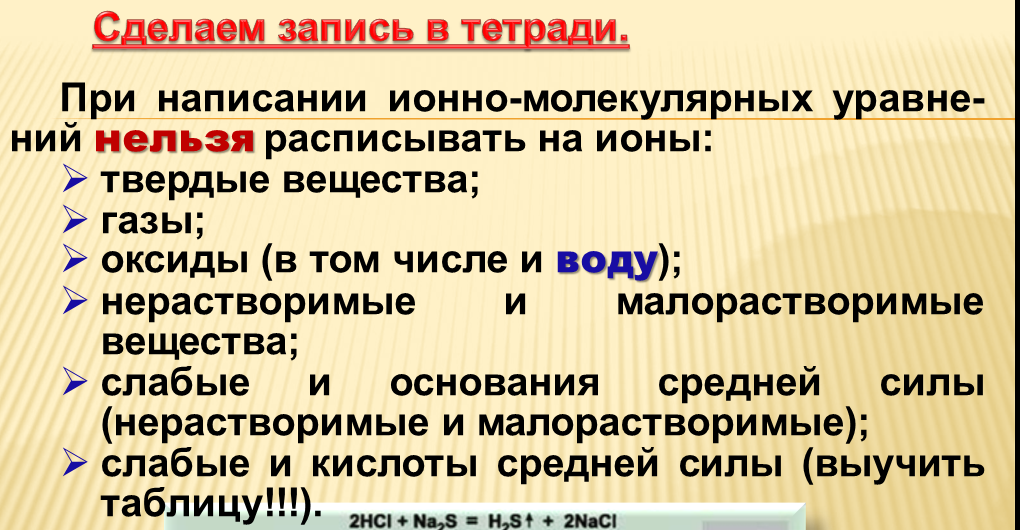 Сделаем запись в тетради.
При написании ионно-молекулярных уравне-
ний нельзя расписывать на ионы:
твердые вещества;
газы;
оксиды (в том числе и воду);
нерастворимые и малорастворимые
вещества;
слабые и основания средней силы
(нерастворимые и малорастворимые);
слабые и кислоты средней силы (выучить
таблицу!!!).
2HCl + Na₂S = H₂S↑ + 2NaCl